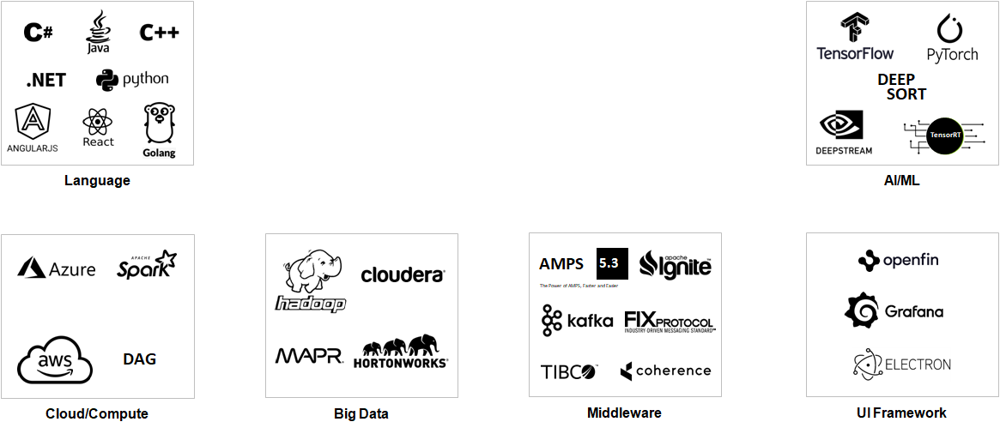 C#
Java
C++
.NET
python
ANGULARJS
React
Golang
Language
TensorFlow
PyTorch
DEEP
SORT
DEEPSTREAM
TensorRT
AI/ML
Azure
APACHE
Spark
aws
DAG
Cloud/Compute
hadoop
cloudera
MAPR
HORTONWORKS
Big Data
AMPS 5.3
The Power of AMPS, Faster and Easier
apache
Ignite
kafka
FIX PROTOCOL
INDUSTRY-DRIVEN MESSAGING STANDARD™
TIBCO™
coherence
Middleware
openfin
Grafana
ELECTRON
UI Framework